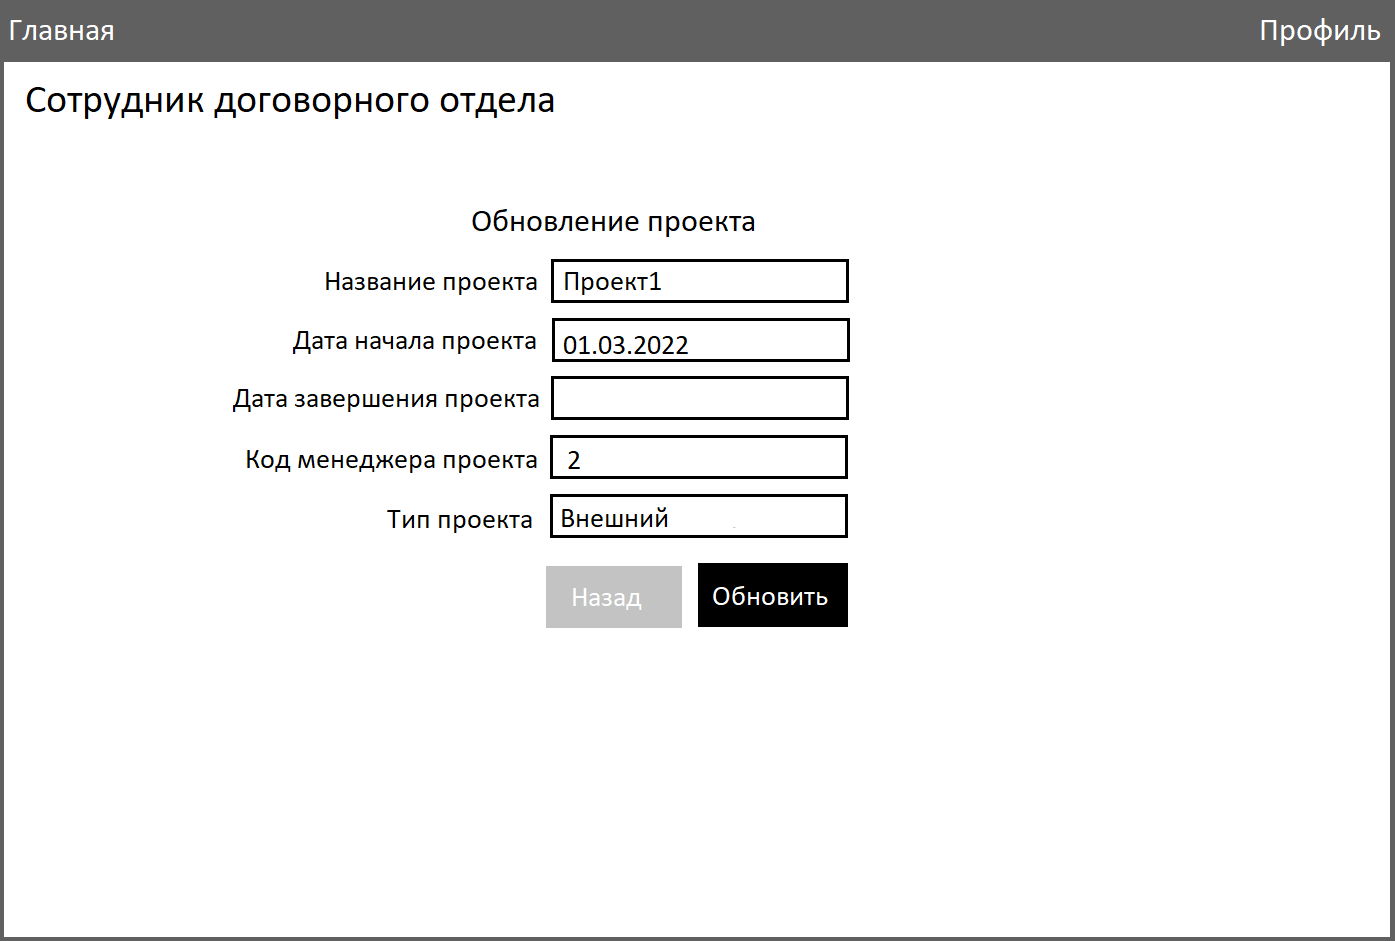 Главная Профиль
Сотрудник договорного отдела
Обновление проекта
Название проекта Проект1
Дата начала проекта 01.03.2022
Дата завершения проекта
Код менеджера проекта 2
Тип проекта Внешний
Назад Обновить